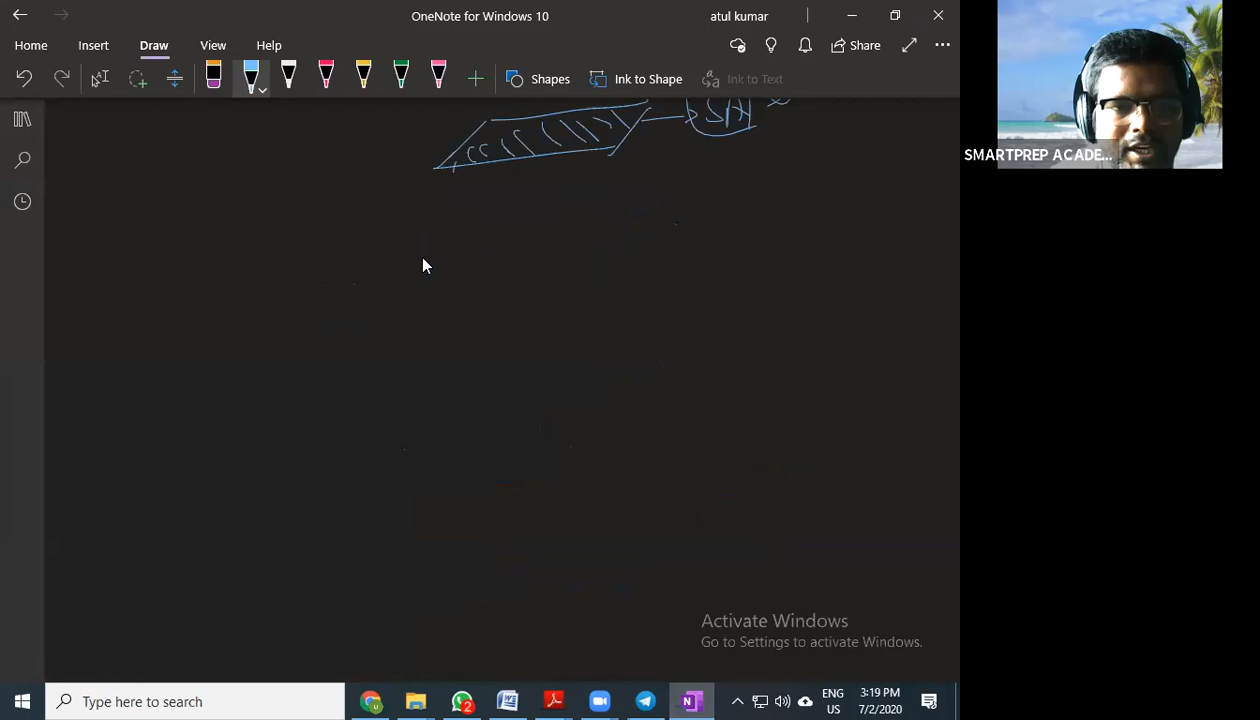 OneNote for Windows 10
atul kumar
Home
Insert
Draw
View
Help
Share
Shapes
Ink to Shape
Ink to Text
SMARTPREP ACADE...
Activate Windows
Go to Settings to activate Windows.
Type here to search
2
ENG
US
3:19 PM
7/2/2020